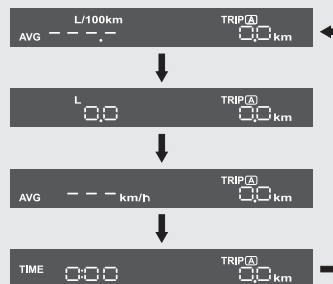 L/100km TRIP A
AVG - - -.- 0.0 km
L TRIP A
0.0 0.0 km
TRIP A
AVG - - - km/h 0.0 km
TRIP A
TIME 0:00 0.0 km